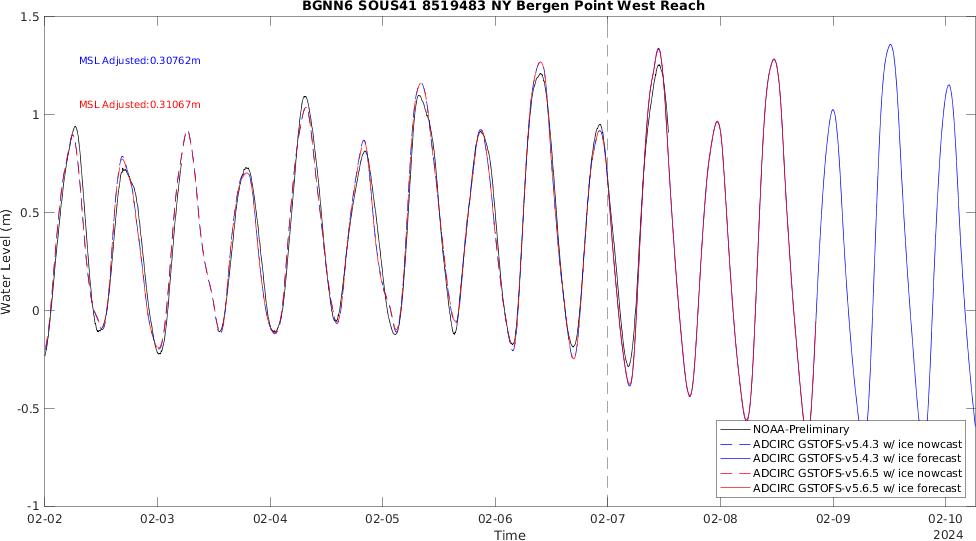 BGNN6 SOUS41 8519483 NY Bergen Point West Reach
1.5
MSL Adjusted:0.30762m
MSL Adjusted:0.31067m
1
0.5
Water Level (m)
0
-0.5
NOAA-Preliminary
ADCIRC GSTOFS-v5.4.3 w/ ice nowcast
ADCIRC GSTOFS-v5.4.3 w/ ice forecast
ADCIRC GSTOFS-v5.6.5 w/ ice nowcast
ADCIRC GSTOFS-v5.6.5 w/ ice forecast
-1
02-02 02-03 02-04 02-05 02-06 02-07 02-08 02-09 02-10
Time 2024